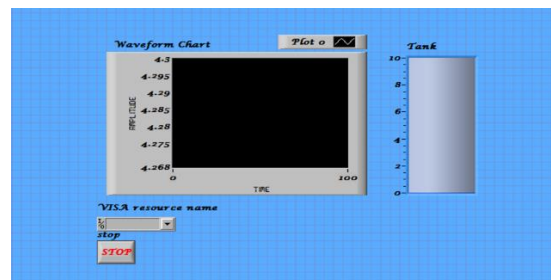 Waveform Chart
Plot 0
Tank
4.3
4.295
4.29
4.285
4.28
4.275
4.268
AMPLITUDE
0
100
TIME
10
8
6
4
2
0
VISA resource name
stop
STOP